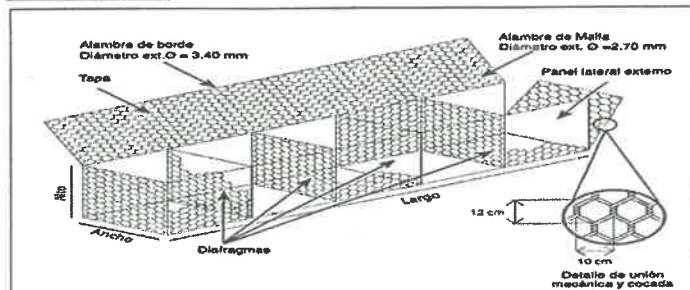 Alambre de borde
Diámetro ext.O = 3.40 mm
Tapa
Alambre de Malla
Diámetro ext. O =2.70 mm
Panel lateral externo
Alto
Ancho
Diafragmas
Largo
12 cm
10 cm
Detalle de unión
mecánica y cocada